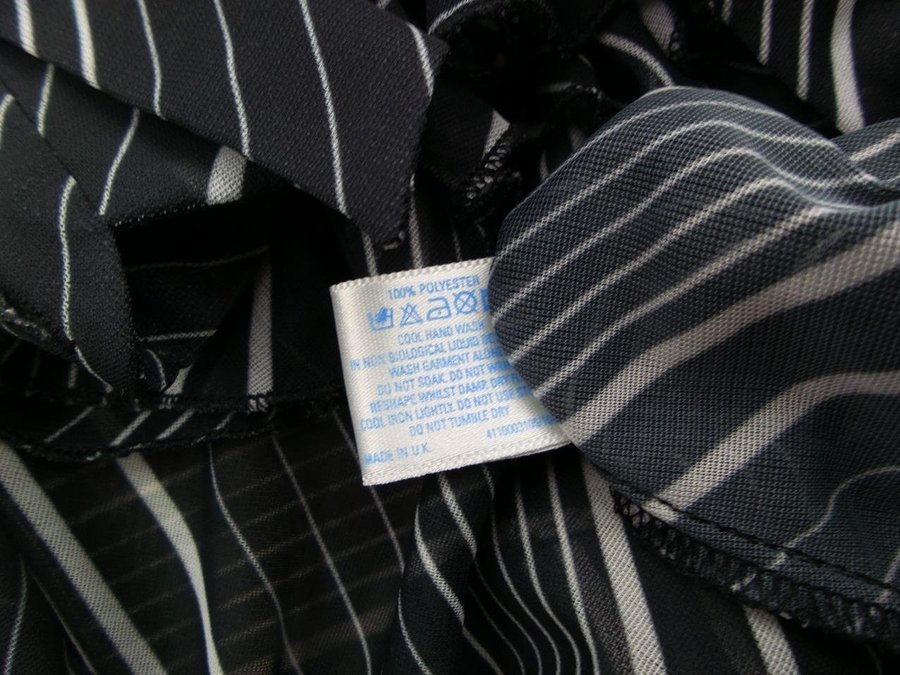 100% POLYESTER
COOL HAND WASH
IN NON BIOLOGICAL LIQUID
WASH GARMENT ALONE
DO NOT SOAK. DO NOT
RESHAPE WHILST DAMP. DRY
COOL IRON LIGHTLY. DO NOT USE
DO NOT TUMBLE DRY
MADE IN U.K.